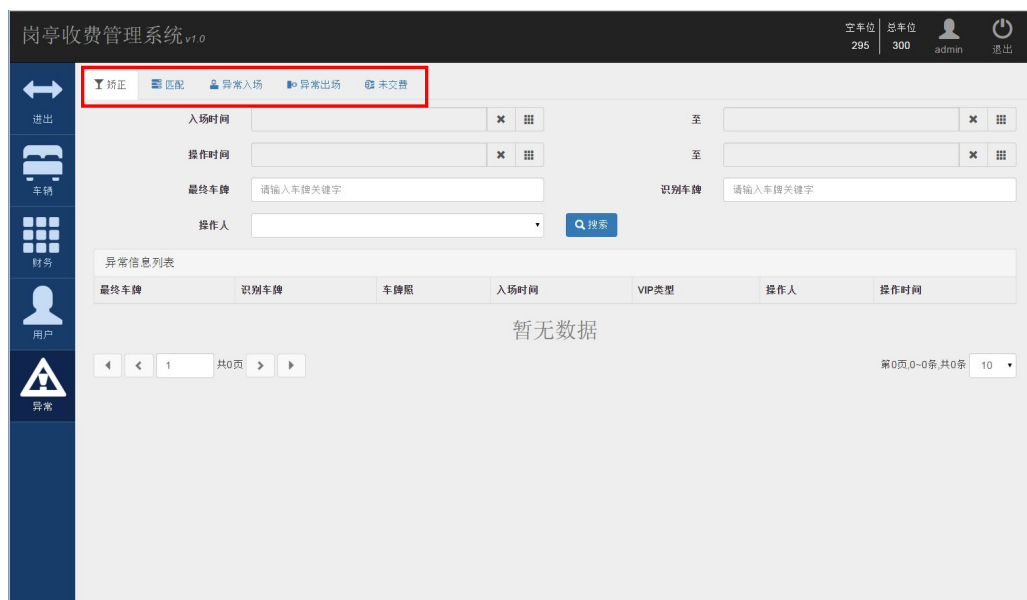 岗亭收费管理系统v1.0
空车位 总车位
295 300 admin 退出
矫正 匹配 异常入场 异常出场 未交费
进出
入场时间 至
操作时间 至
车辆
最终车牌 请输入车牌关键字 识别车牌 请输入车牌关键字
操作人 搜索
财务
异常信息列表
最终车牌 识别车牌 车牌照 入场时间 VIP类型 操作人 操作时间
暂无数据
用户
1 共0页 第0页,0~0条,共0条 10
异常